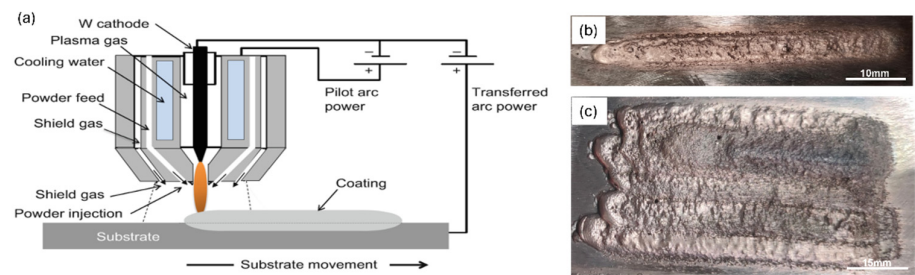 (a)
W cathode
Plasma gas
Cooling water
Powder feed
Shield gas
Shield gas
Powder injection
Substrate
Coating
Substrate movement
−
+
Pilot arc
power
−
+
Transferred
arc power
(b)
10mm
(c)
15mm